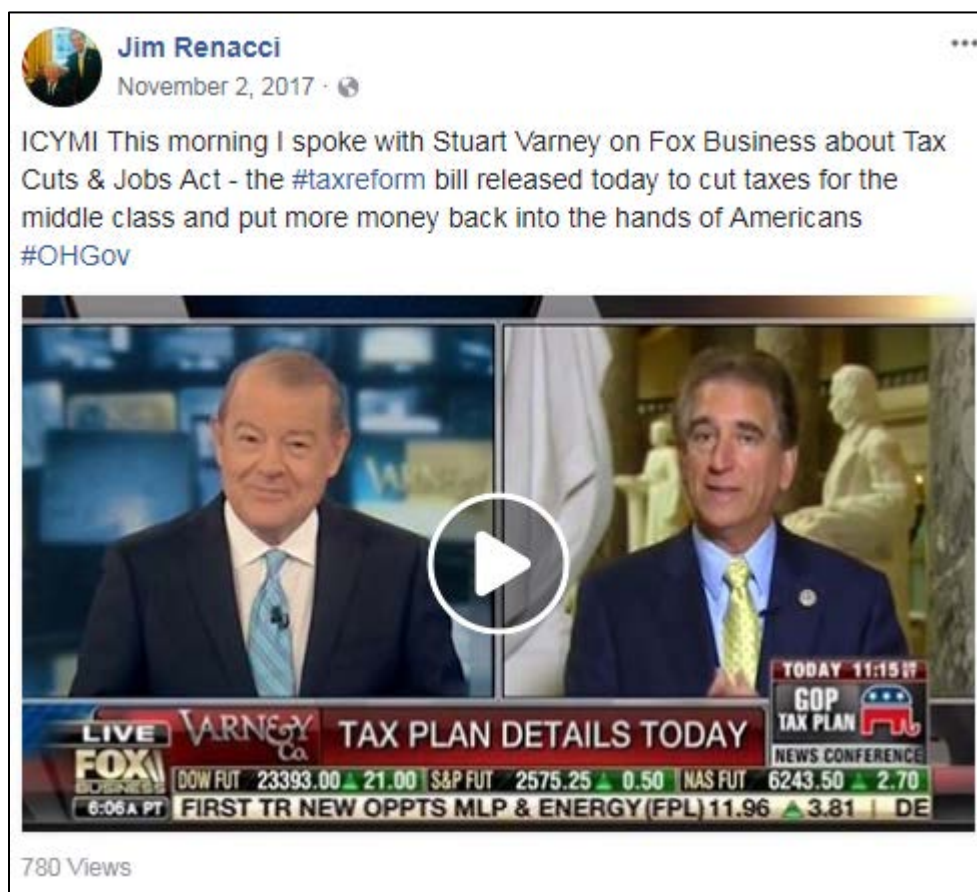 Jim Renacci
November 2, 2017 ·
ICYMI This morning I spoke with Stuart Varney on Fox Business about Tax
Cuts & Jobs Act - the #taxreform bill released today to cut taxes for the
middle class and put more money back into the hands of Americans
#OHGov
TODAY 11:15
GOP
TAX PLAN
NEWS CONFERENCE
LIVE
VARNEY & Co.
TAX PLAN DETAILS TODAY
FOX
BUSINESS
DOW FUT 23393.00 ▲ 21.00 S&P FUT 2575.25 ▲ 0.50 NAS FUT 6243.50 ▲ 2.70
6:06A PT
FIRST TR NEW OPPTS MLP & ENERGY (FPL) 11.96 ▲ 3.81 | DE
780 Views